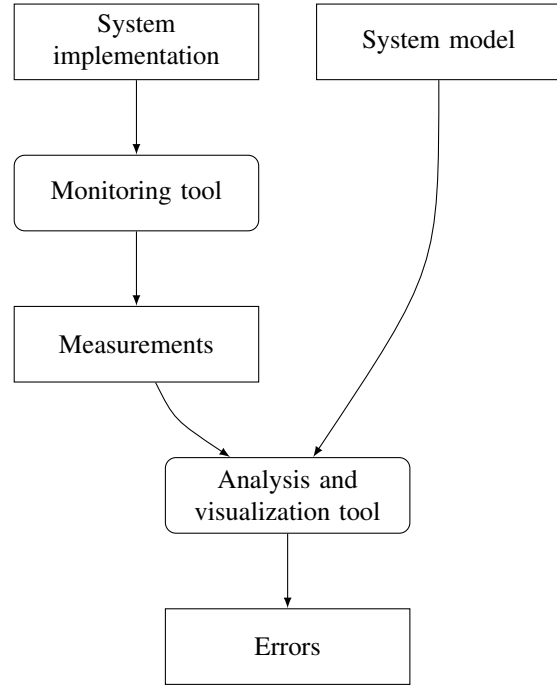 System
implementation
System model
Monitoring tool
Measurements
Analysis and
visualization tool
Errors